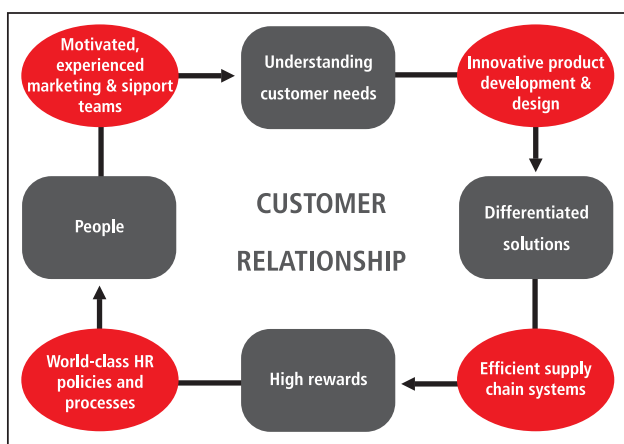 Motivated,
experienced
marketing & sipport
teams
Understanding
customer needs
Innovative product
development &
design
People
CUSTOMER
RELATIONSHIP
Differentiated
solutions
World-class HR
policies and
processes
High rewards
Efficient supply
chain systems